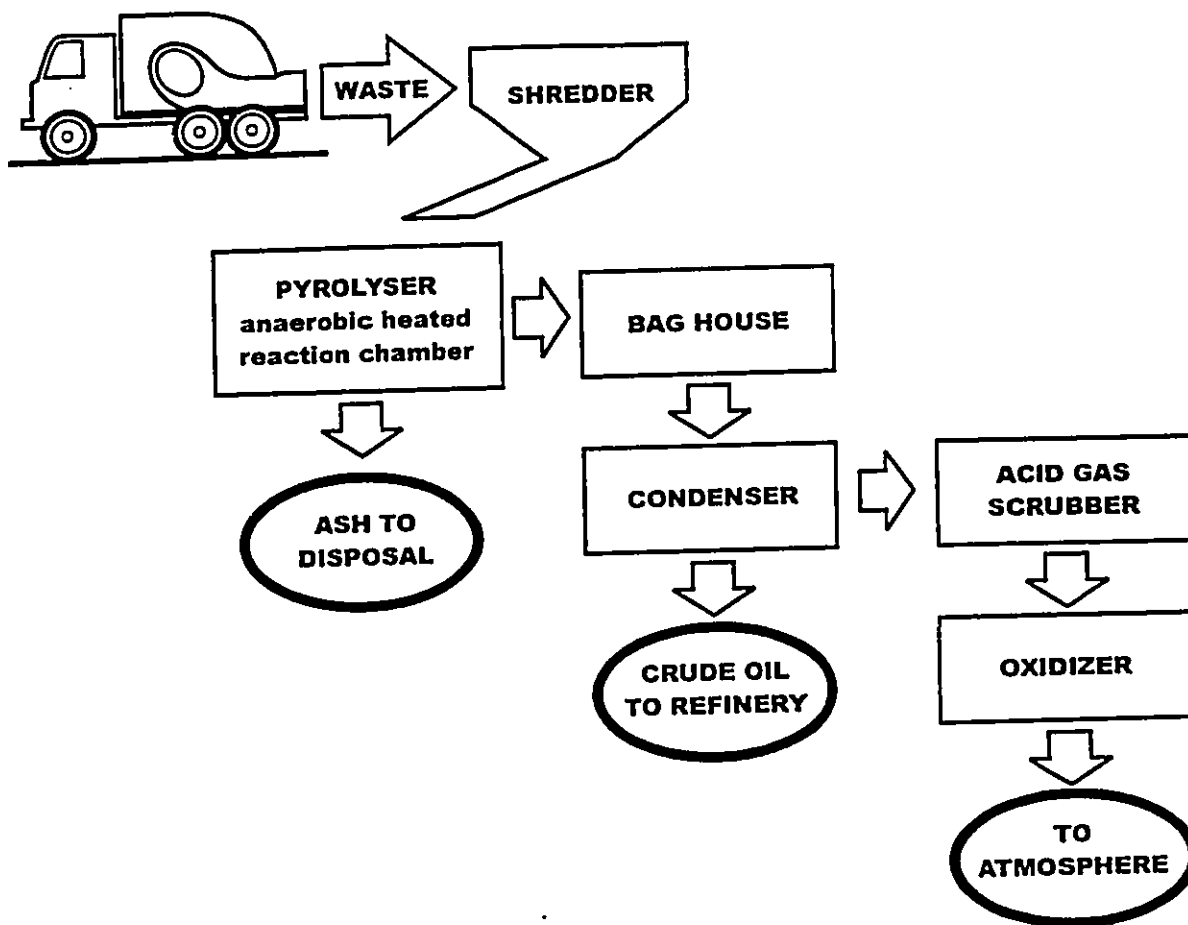 WASTE
SHREDDER
PYROLYSER
anaerobic heated
reaction chamber
BAG HOUSE
ASH TO
DISPOSAL
CONDENSER
ACID GAS
SCRUBBER
CRUDE OIL
TO REFINERY
OXIDIZER
TO
ATMOSPHERE